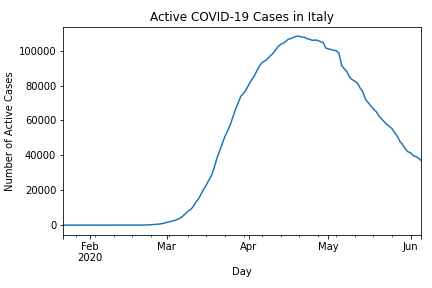 Active COVID-19 Cases in Italy
Number of Active Cases
100000
80000
60000
40000
20000
0
Feb
2020
Mar
Apr
May
Jun
Day